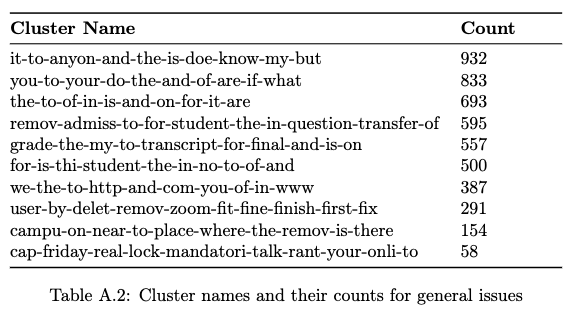 Cluster Name Count
it-to-anyon-and-the-is-doe-know-my-but 932
you-to-your-do-the-and-of-are-if-what 833
the-to-of-in-is-and-on-for-it-are 693
remov-admiss-to-for-student-the-in-question-transfer-of 595
grade-the-my-to-transcript-for-final-and-is-on 557
for-is-thi-student-the-in-no-to-of-and 500
we-the-to-http-and-com-you-of-in-www 387
user-by-delet-remov-zoom-fit-fine-finish-first-fix 291
campu-on-near-to-place-where-the-remov-is-there 154
cap-friday-real-lock-mandatori-talk-rant-your-onli-to 58
Table A.2: Cluster names and their counts for general issues